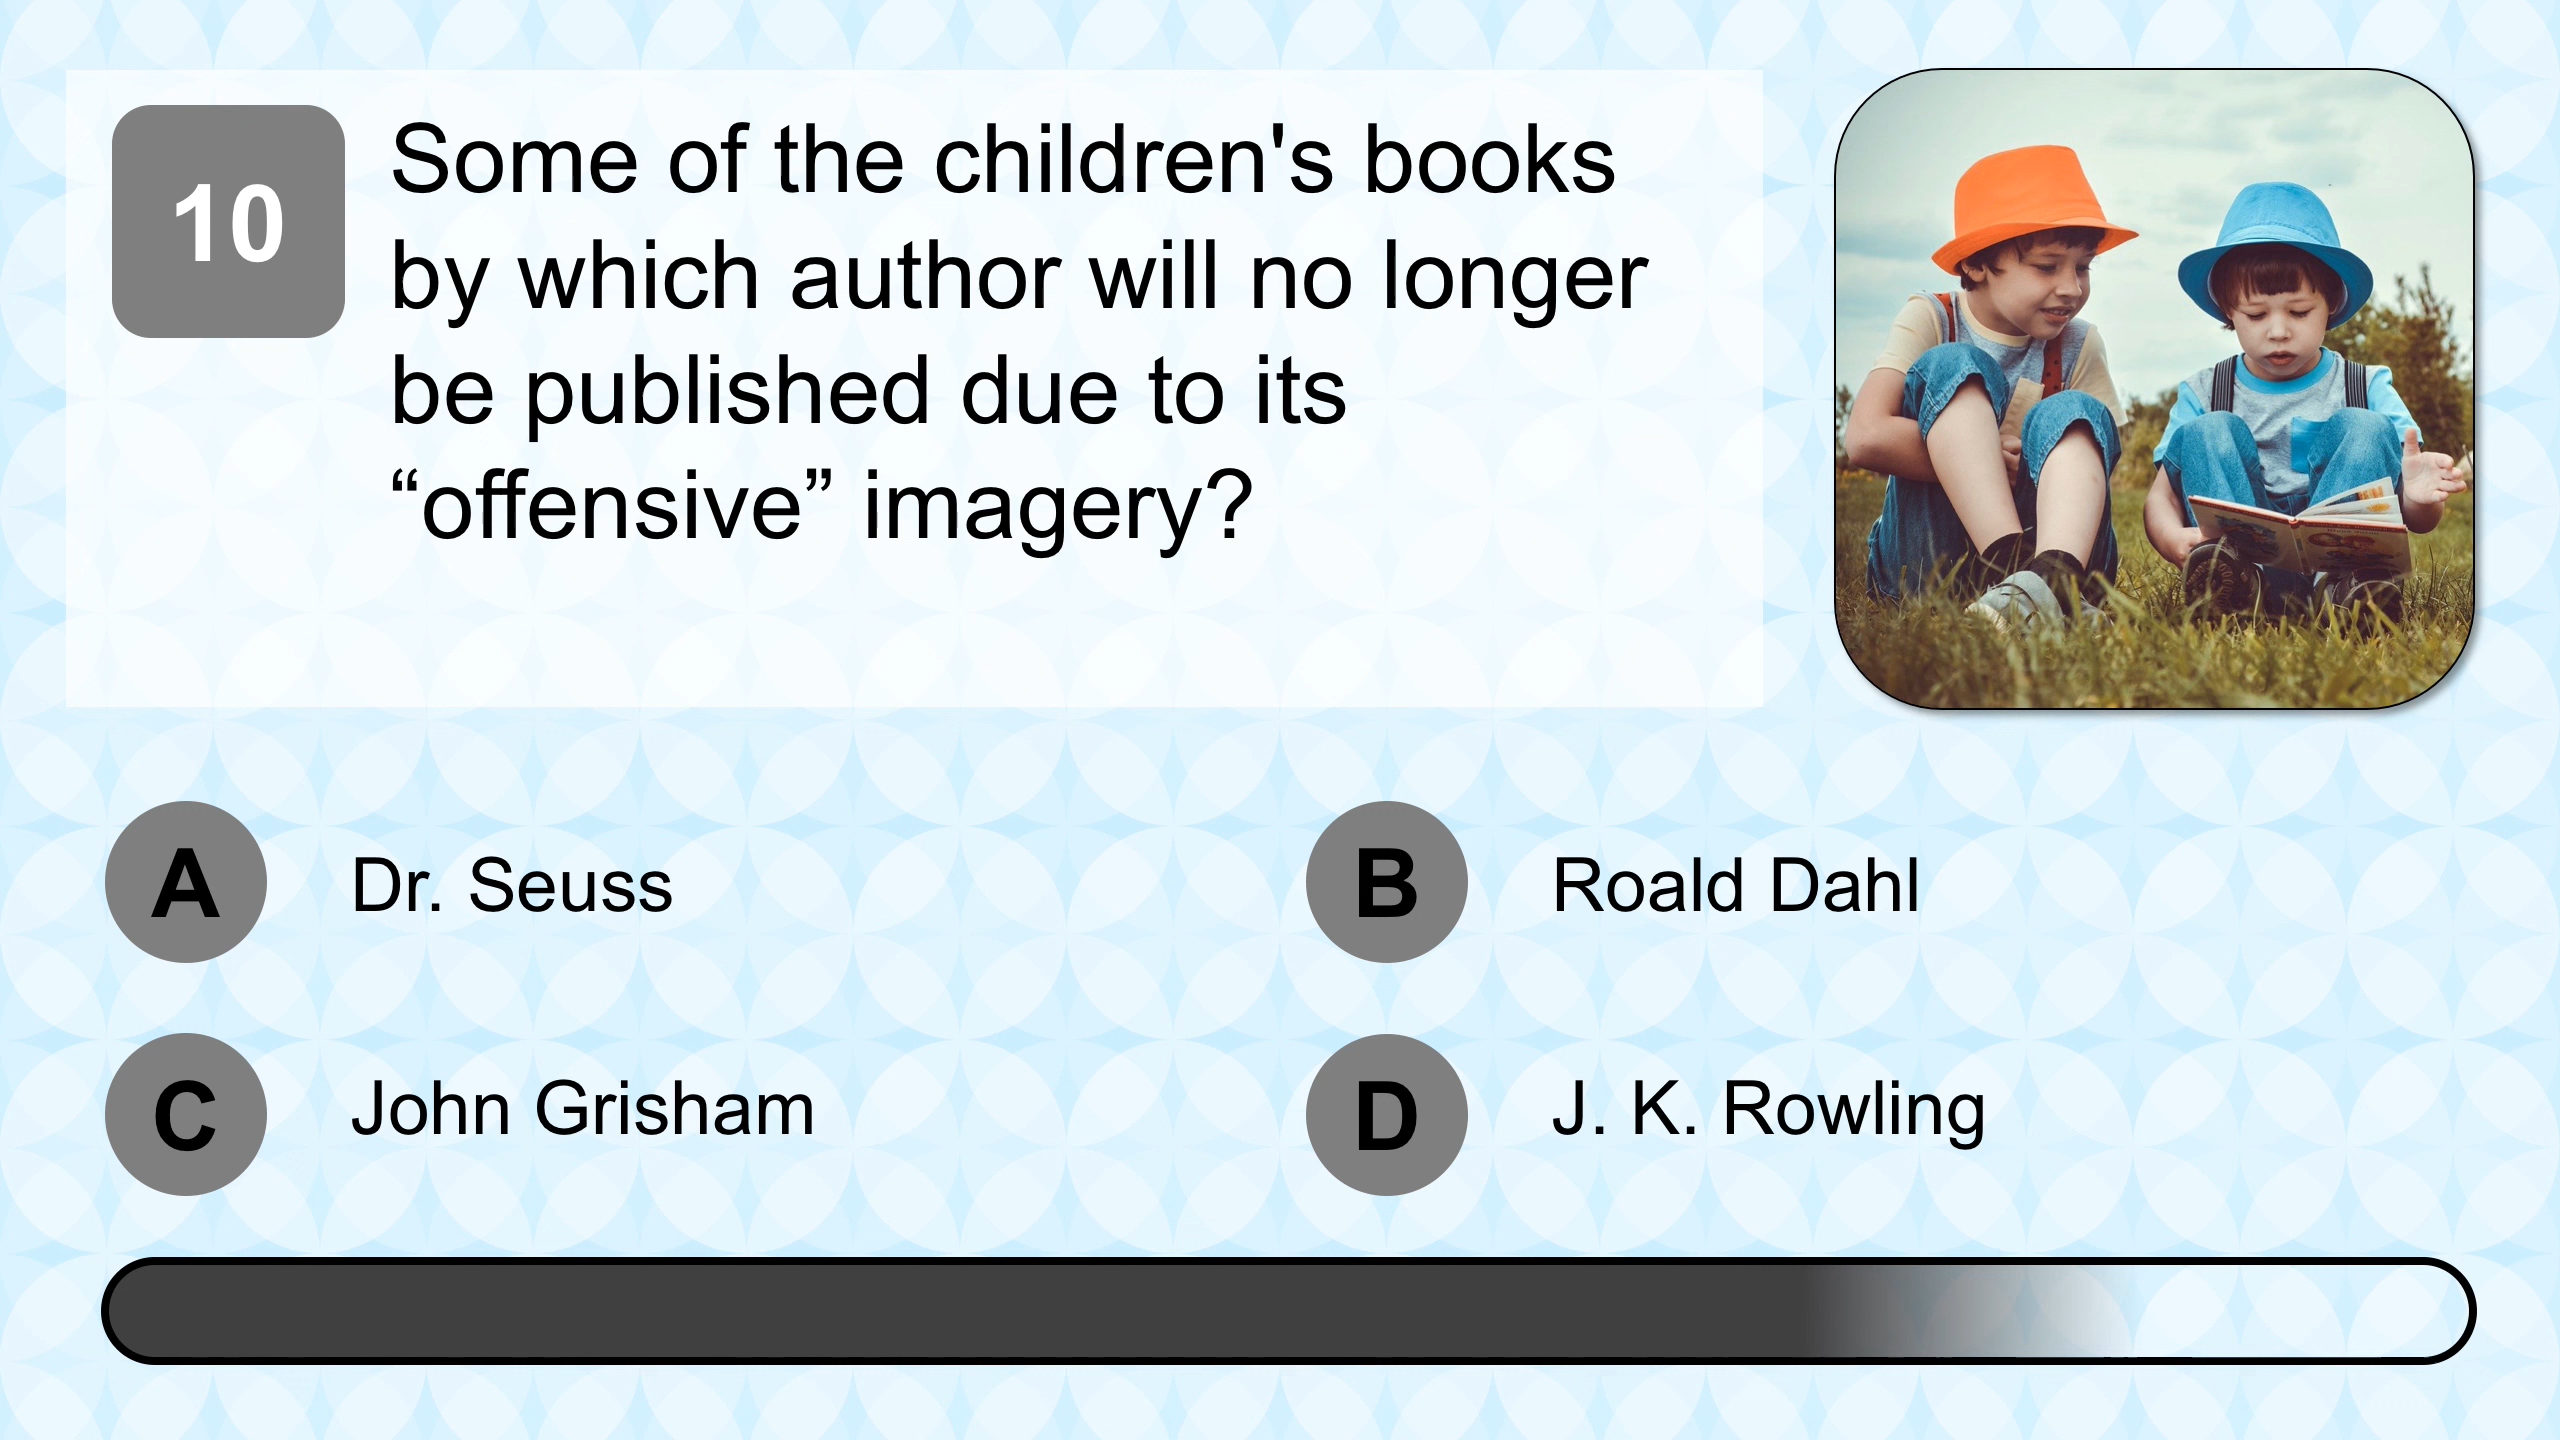 10
Some of the children's books
by which author will no longer
be published due to its
“offensive” imagery?
A Dr. Seuss
B Roald Dahl
C John Grisham
D J. K. Rowling